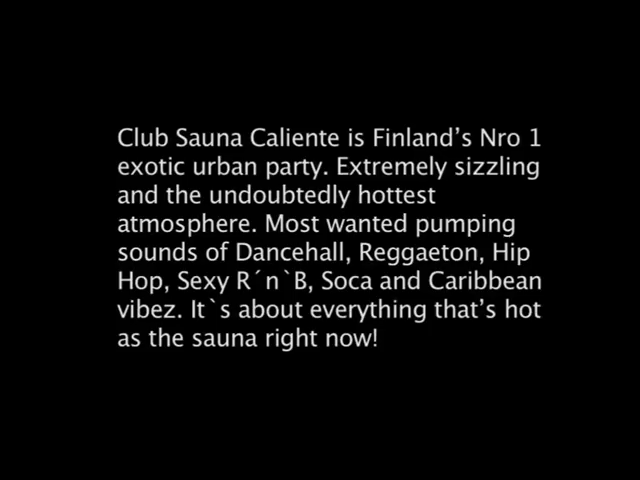 Club Sauna Caliente is Finland’s Nro 1
exotic urban party. Extremely sizzling
and the undoubtedly hottest
atmosphere. Most wanted pumping
sounds of Dancehall, Reggaeton, Hip
Hop, Sexy R´n`B, Soca and Caribbean
vibez. It`s about everything that’s hot
as the sauna right now!